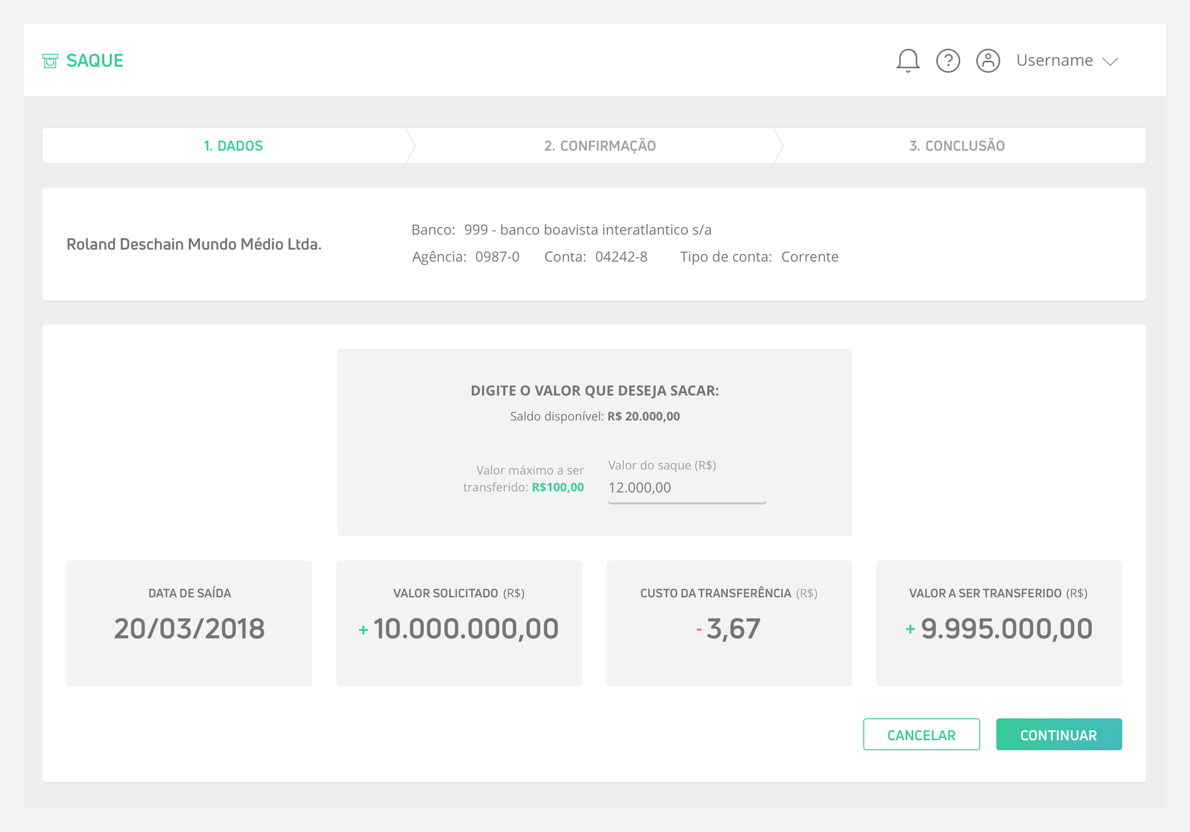 SAQUE
? Username
1. DADOS
2. CONFIRMAÇÃO
3. CONCLUSÃO
Roland Deschain Mundo Médio Ltda.
Banco: 999 - banco boavista interatlantico s/a
Agência: 0987-0 Conta: 04242-8 Tipo de conta: Corrente
DIGITE O VALOR QUE DESEJA SACAR:
Saldo disponível: R$ 20.000,00
Valor máximo a ser
transferido: R$100,00
Valor do saque (R$)
12.000,00
DATA DE SAÍDA
20/03/2018
VALOR SOLICITADO (R$)
+ 10.000.000,00
CUSTO DA TRANSFERÊNCIA (R$)
- 3,67
VALOR A SER TRANSFERIDO (R$)
+ 9.995.000,00
CANCELAR
CONTINUAR